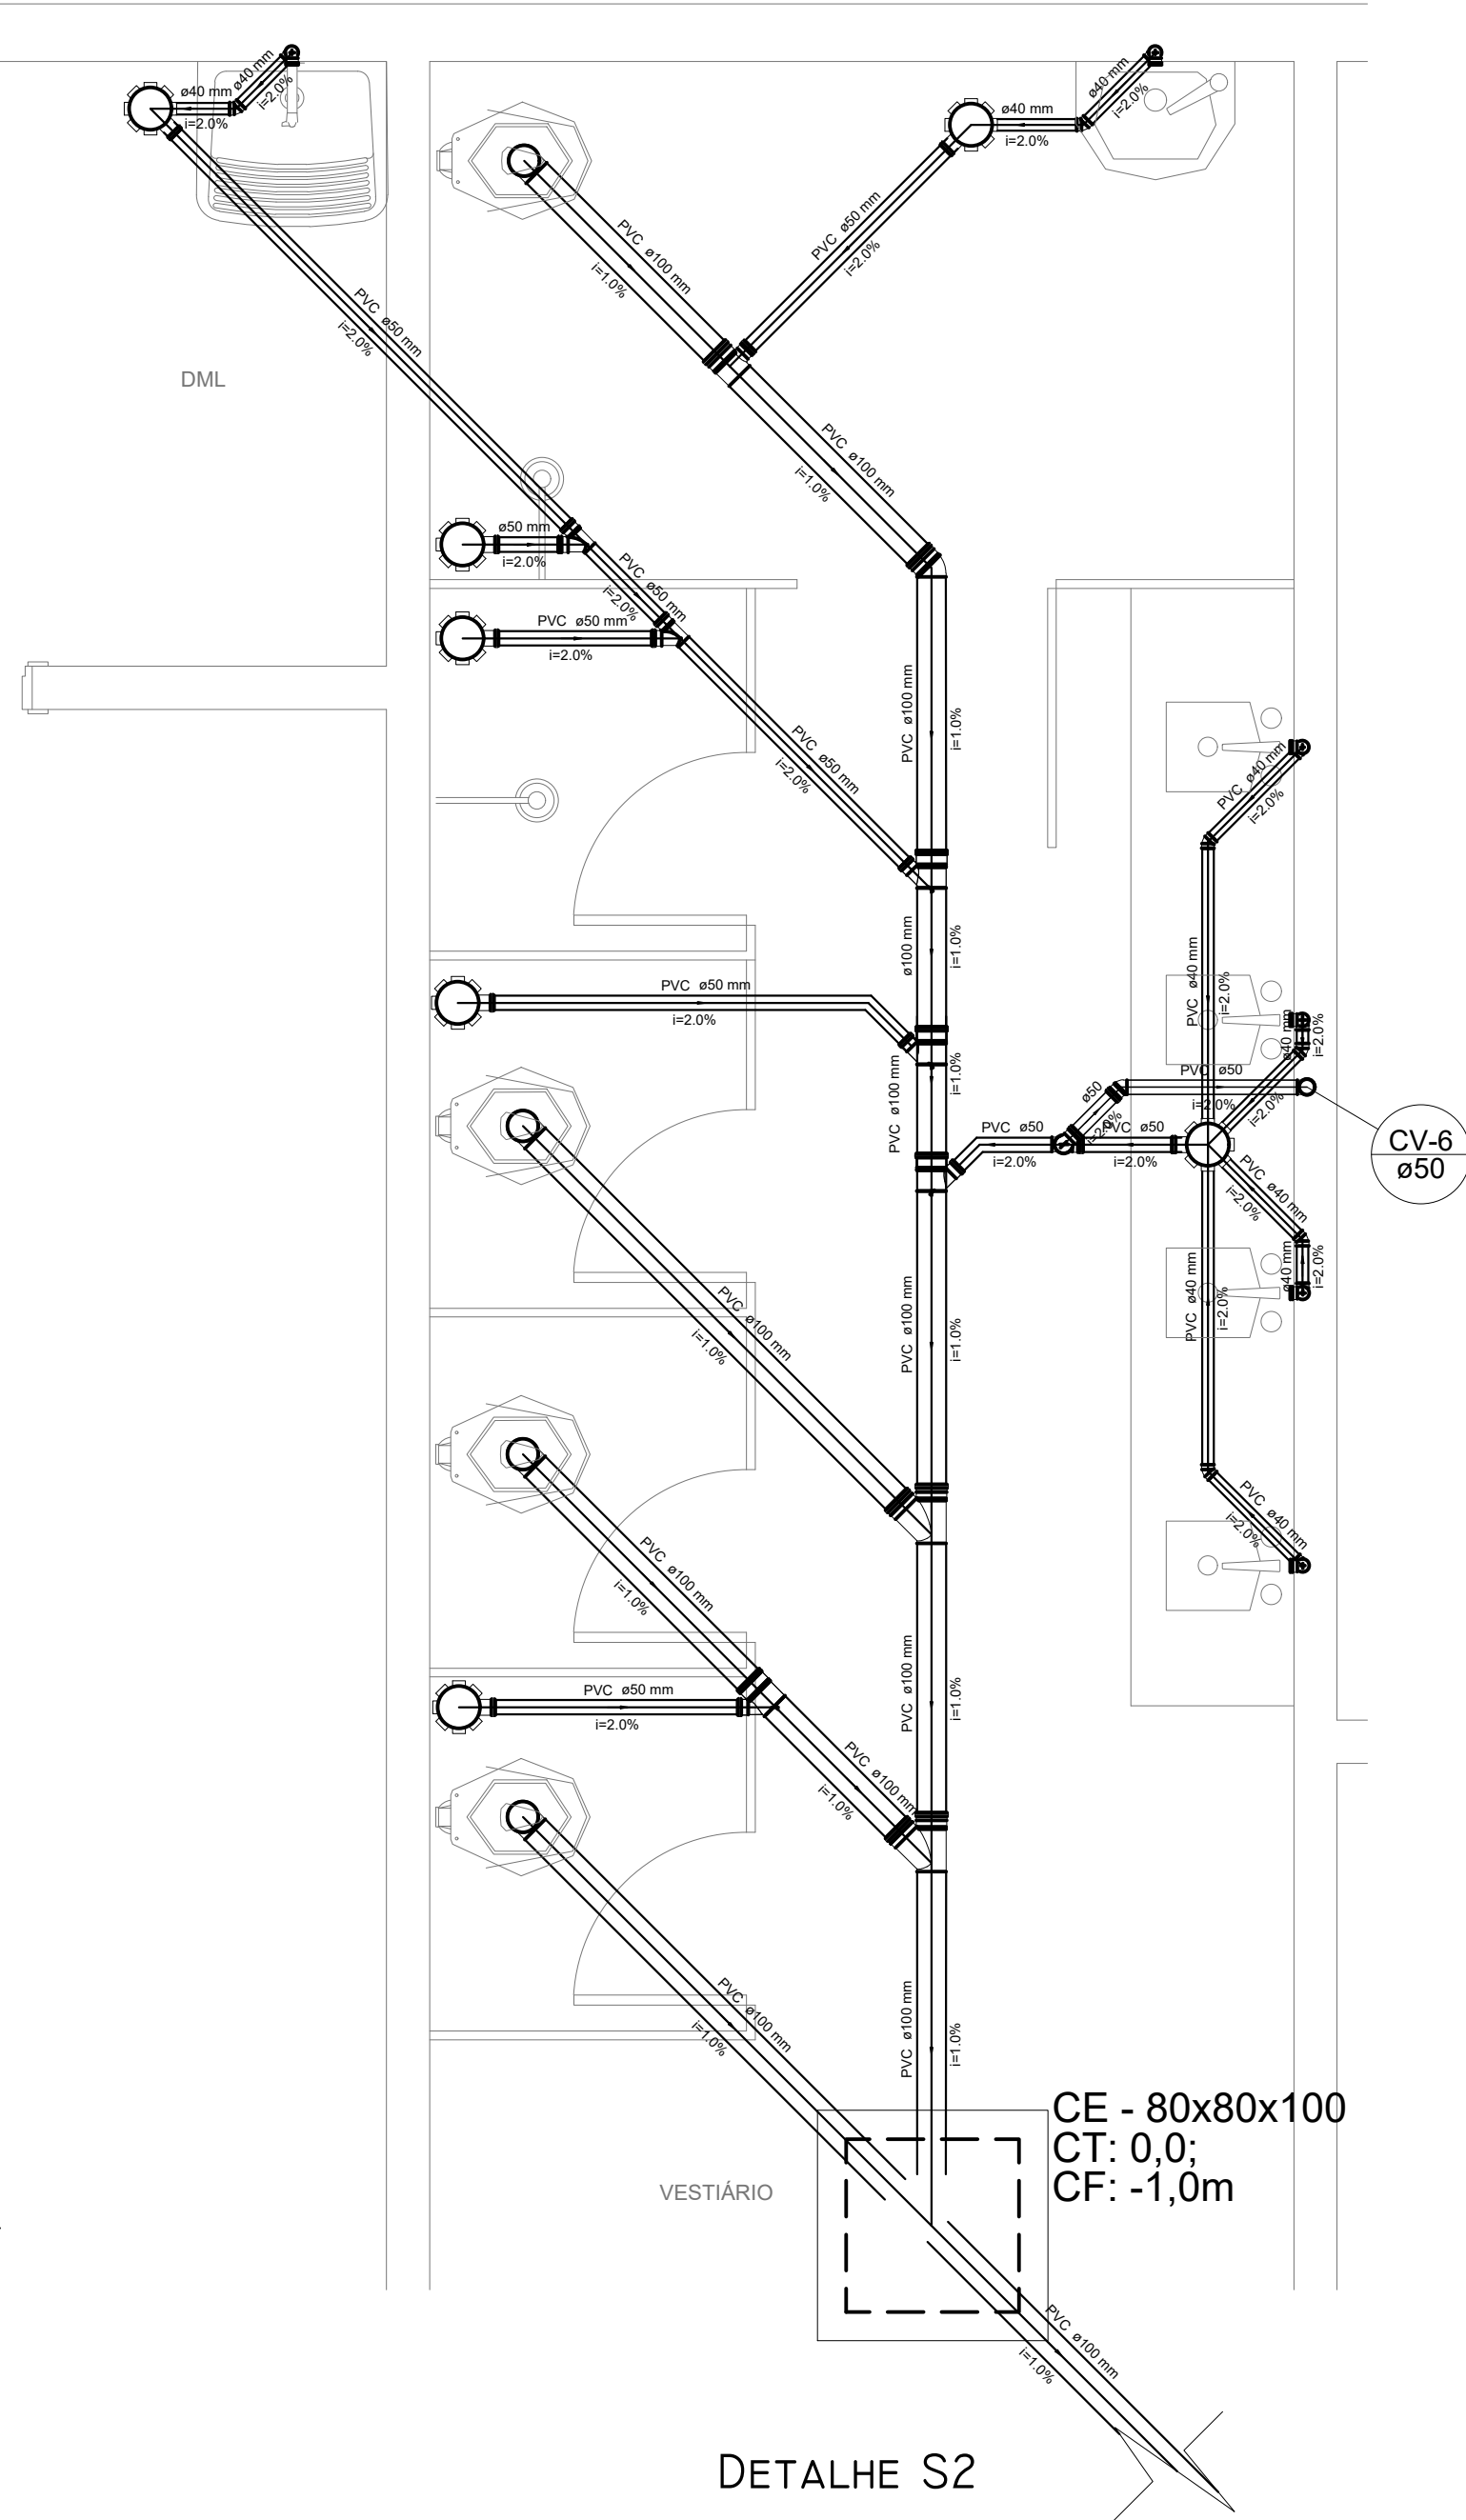 ø40 mm
i=2.0%
ø40 mm
i=2.0%
ø40 mm
i=2.0%
ø40 mm
i=2.0%
PVC ø50 mm
i=2.0%
PVC ø100 mm
i=1.0%
PVC ø50 mm
i=2.0%
DML
PVC ø100 mm
i=1.0%
ø50 mm
i=2.0%
PVC ø50 mm
i=2.0%
PVC ø50 mm
i=2.0%
PVC ø100 mm
i=1.0%
PVC ø50 mm
i=2.0%
PVC ø40 mm
i=2.0%
ø100 mm
i=1.0%
PVC ø40 mm
i=2.0%
PVC ø50 mm
i=2.0%
ø40 mm
i=2.0%
PVC ø100 mm
i=1.0%
PVC ø50
i=2.0%
i=2.0%
ø50
i=2.0%
PVC ø50
i=2.0%
PVC ø50
i=2.0%
CV-6
ø50
PVC ø40 mm
i=2.0%
ø40 mm
i=2.0%
PVC ø40 mm
i=2.0%
PVC ø100 mm
i=1.0%
PVC ø100 mm
i=1.0%
PVC ø40 mm
i=2.0%
PVC ø100 mm
i=1.0%
PVC ø100 mm
i=1.0%
PVC ø50 mm
i=2.0%
PVC ø100 mm
i=1.0%
PVC ø100 mm
i=1.0%
PVC ø100 mm
i=1.0%
CE - 80x80x100
CT: 0,0;
CF: -1,0m
VESTIÁRIO
PVC ø100 mm
i=1.0%
DETALHE S2